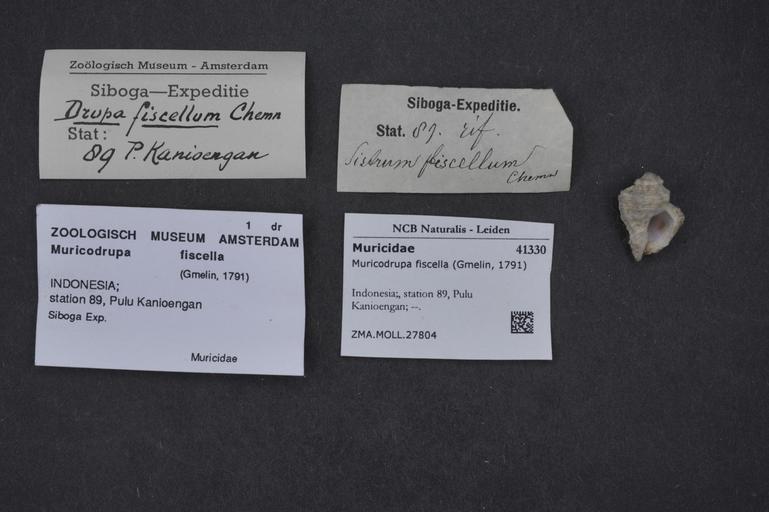 Zoölogisch Museum - Amsterdam
Siboga—Expeditie
Drupa fiscellum Chemn
Stat:
89 P. Kanioengan
Siboga-Expeditie.
Stat. 89. rif.
Sistrum fiscellum
Chemn
1 dr
ZOOLOGISCH MUSEUM AMSTERDAM
Muricodrupa fiscella
(Gmelin, 1791)
INDONESIA;
station 89, Pulu Kanioengan
Siboga Exp.
Muricidae
NCB Naturalis - Leiden
Muricidae 41330
Muricodrupa fiscella (Gmelin, 1791)
Indonesia;, station 89, Pulu
Kanioengan; --.
ZMA.MOLL.27804